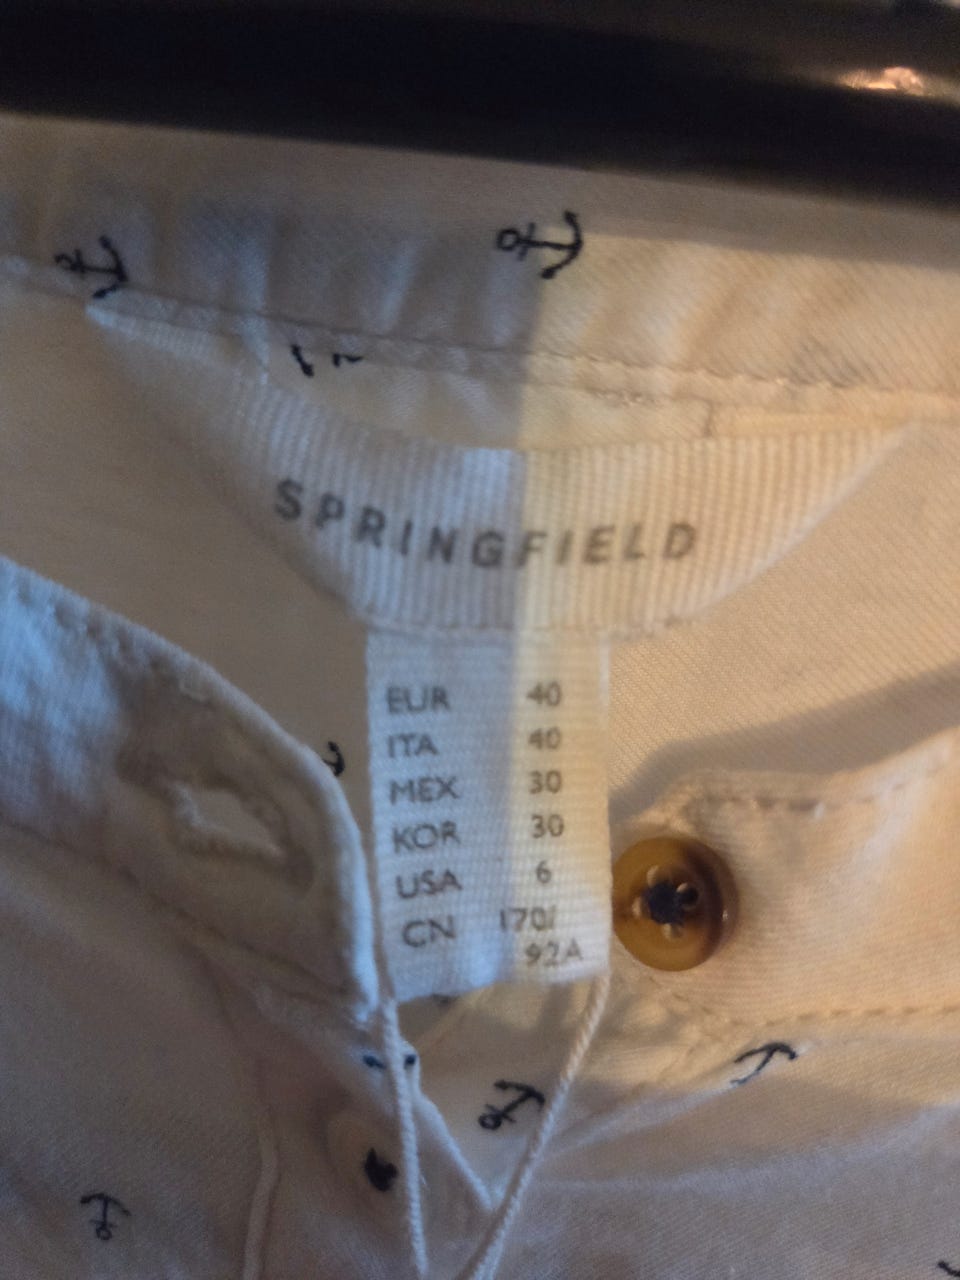 SPRINGFIELD
EUR 40
ITA 40
MEX 30
KOR 30
USA 6
CN 170/
92A